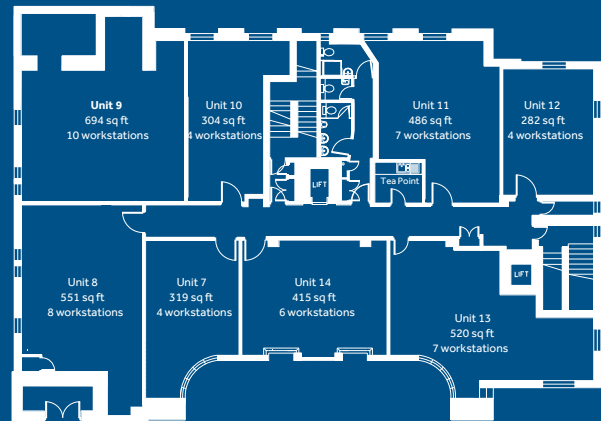 Unit 9
694 sq ft
10 workstations
Unit 10
304 sq ft
4 workstations
Unit 11
486 sq ft
7 workstations
Unit 12
282 sq ft
4 workstations
Tea Point
LIFT
LIFT
Unit 8
551 sq ft
8 workstations
Unit 7
319 sq ft
4 workstations
Unit 14
415 sq ft
6 workstations
Unit 13
520 sq ft
7 workstations